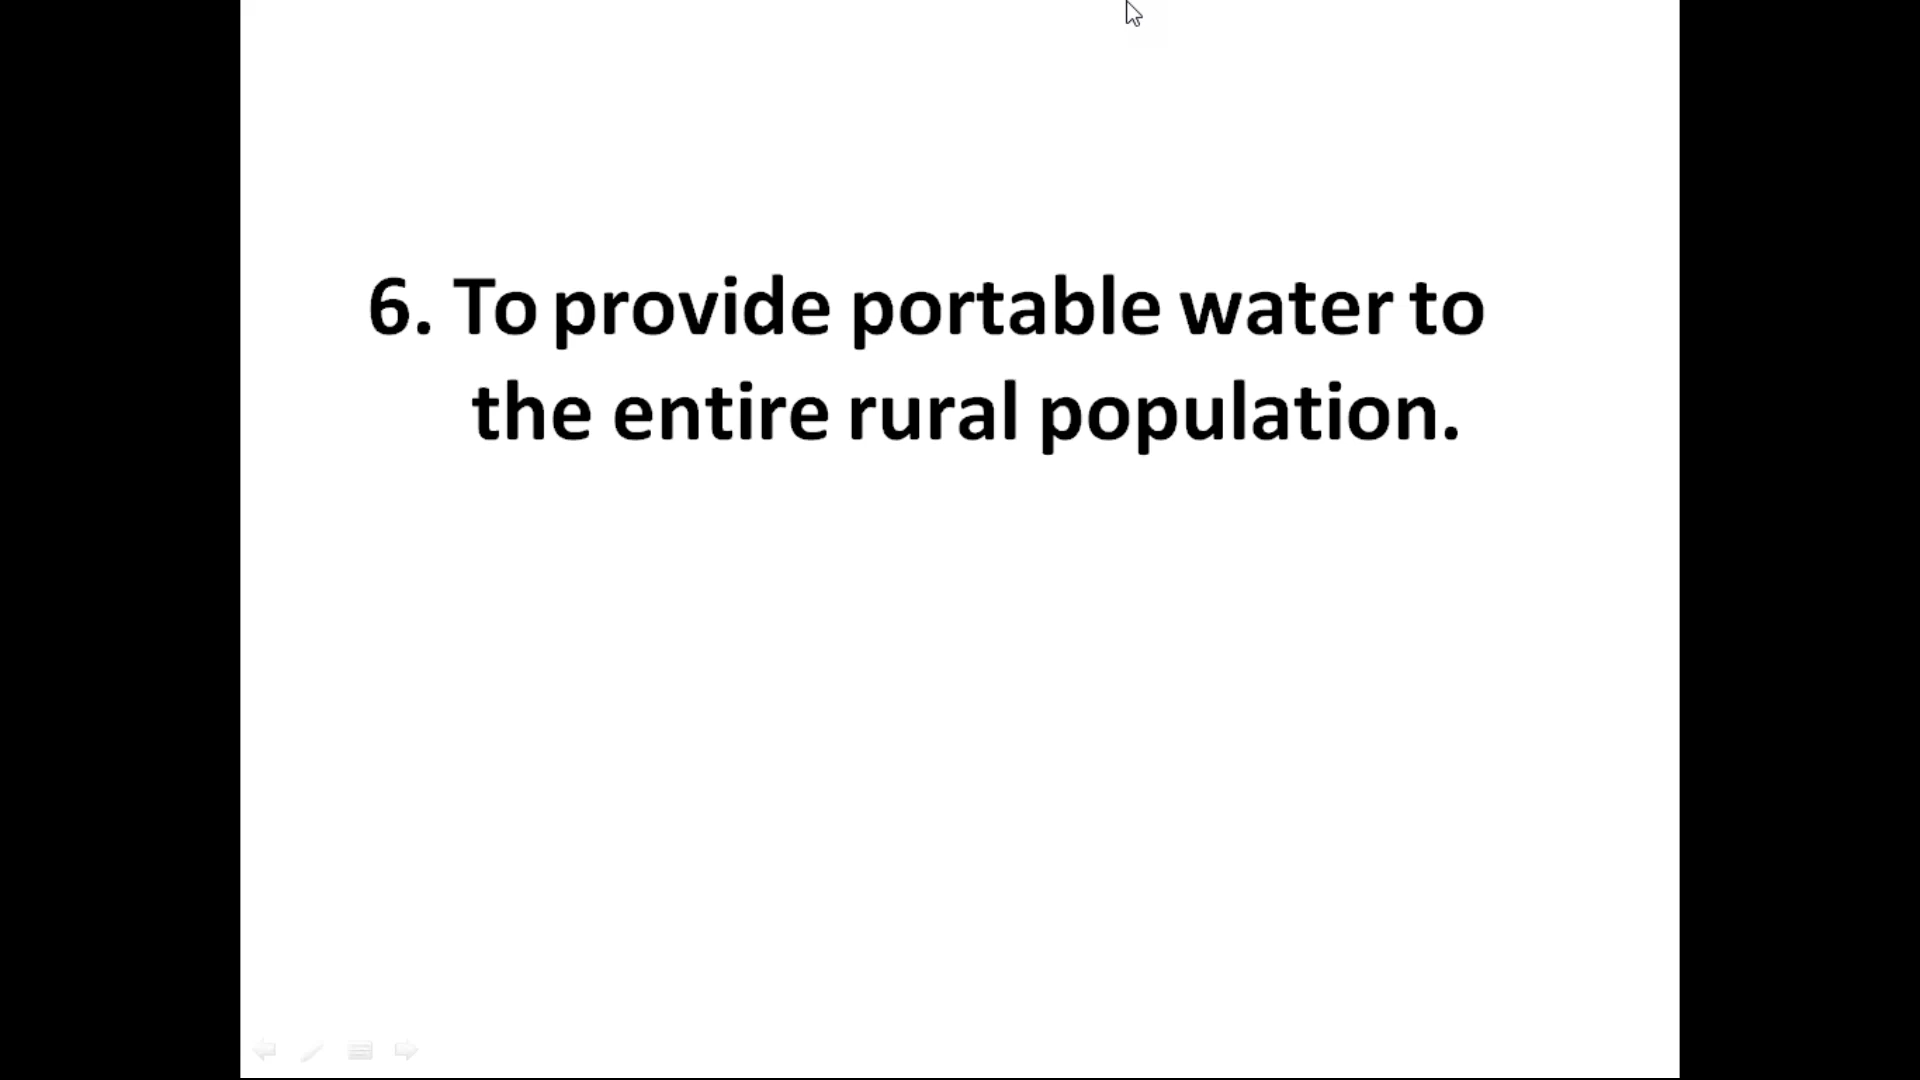 6. To provide portable water to
the entire rural population.